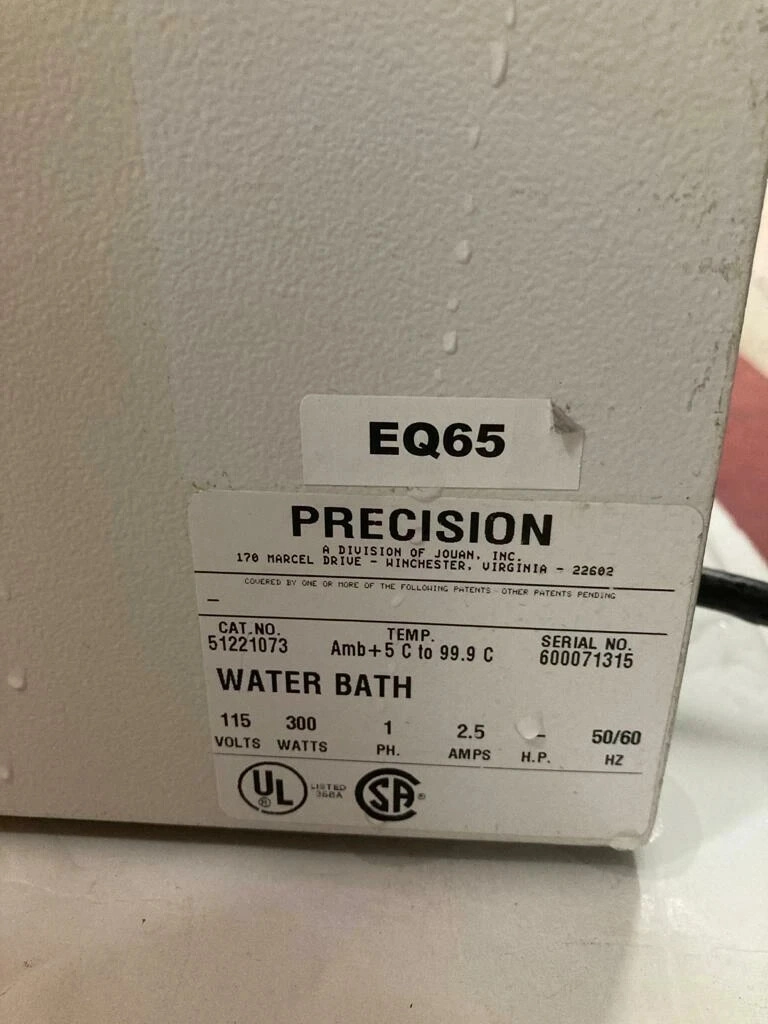 EQ65
PRECISION
A DIVISION OF JOUAN, INC.
170 MARCEL DRIVE - WINCHESTER, VIRGINIA - 22602
COVERED BY ONE OR MORE OF THE FOLLOWING PATENTS - OTHER PATENTS PENDING
—
CAT.NO. TEMP. SERIAL NO.
51221073 Amb+5 C to 99.9 C 600071315
WATER BATH
115 300 1 2.5 - 50/60
VOLTS WATTS PH. AMPS H.P. HZ
UL ® LISTED 368A SA ®